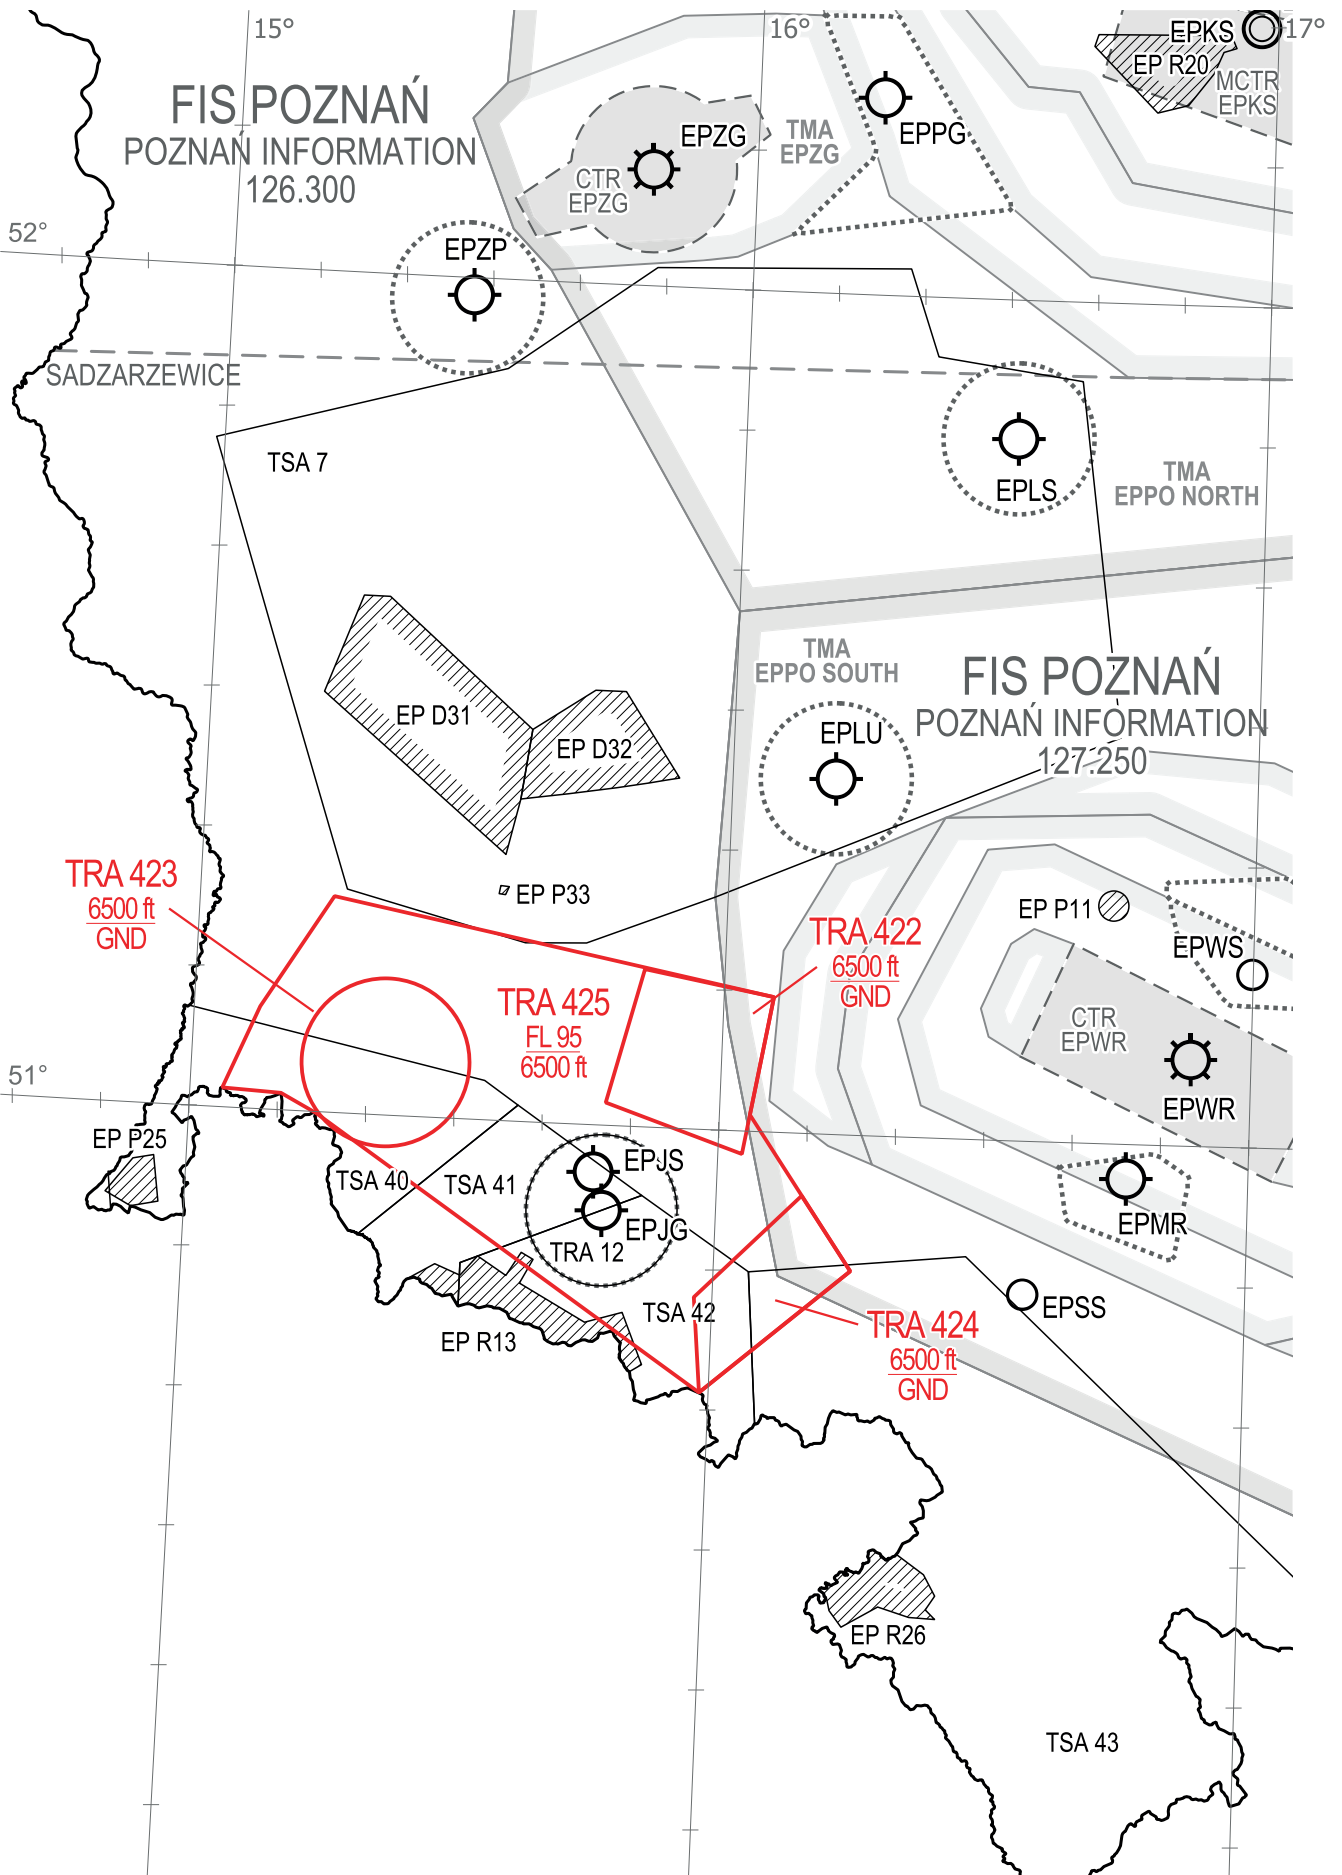 15°
16°
17°
EPKS
EP R20
MCTR
EPKS
FIS POZNAŃ
POZNAŃ INFORMATION
126.300
EPZG
TMA
EPZG
EPPG
CTR
EPZG
52°
EPZP
SADZARZEWICE
TSA 7
EPLS
TMA
EPPO NORTH
TMA
EPPO SOUTH
FIS POZNAŃ
POZNAŃ INFORMATION
127.250
EP D31
EP D32
EPLU
TRA 423
6500 ft
GND
EP P33
EP P11
TRA 422
6500 ft
GND
EPWS
TRA 425
FL 95
6500 ft
CTR
EPWR
51°
EPWR
EP P25
TSA 40
TSA 41
EPJS
EPJG
TRA 12
EPMR
TSA 42
EPSS
EP R13
TRA 424
6500 ft
GND
EP R26
TSA 43